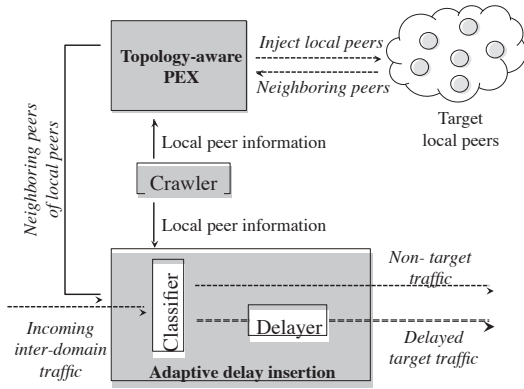 Topology-aware
PEX
Inject local peers
Neighboring peers
Target
local peers
Neighboring peers
of local peers
Local peer information
Crawler
Local peer information
Classifier
Non- target
traffic
Incoming
inter-domain
traffic
Delayer
Delayed
target traffic
Adaptive delay insertion